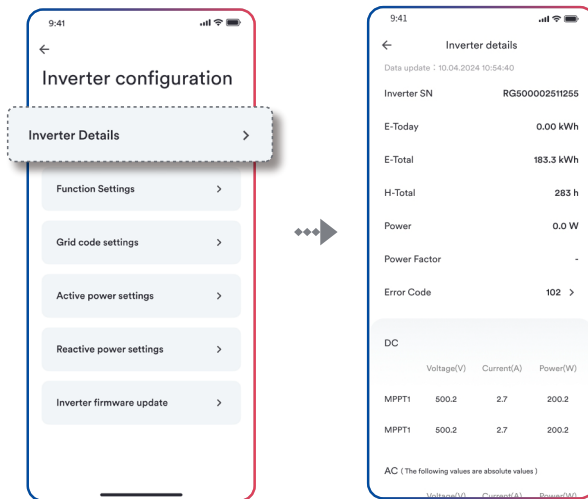 9:41
Inverter configuration
Inverter Details
Function Settings
Grid code settings
Active power settings
Reactive power settings
Inverter firmware update
9:41
Inverter details
Data update：10.04.2024 10:54:40
Inverter SN RG500002511255
E-Today 0.00 kWh
E-Total 183.3 kWh
H-Total 283 h
Power 0.0 W
Power Factor -
Error Code 102
DC
Voltage(V) Current(A) Power(W)
MPPT1 500.2 2.7 200.2
MPPT1 500.2 2.7 200.2
AC ( The following values are absolute values )
Voltage(V) Current(A) Power(W)